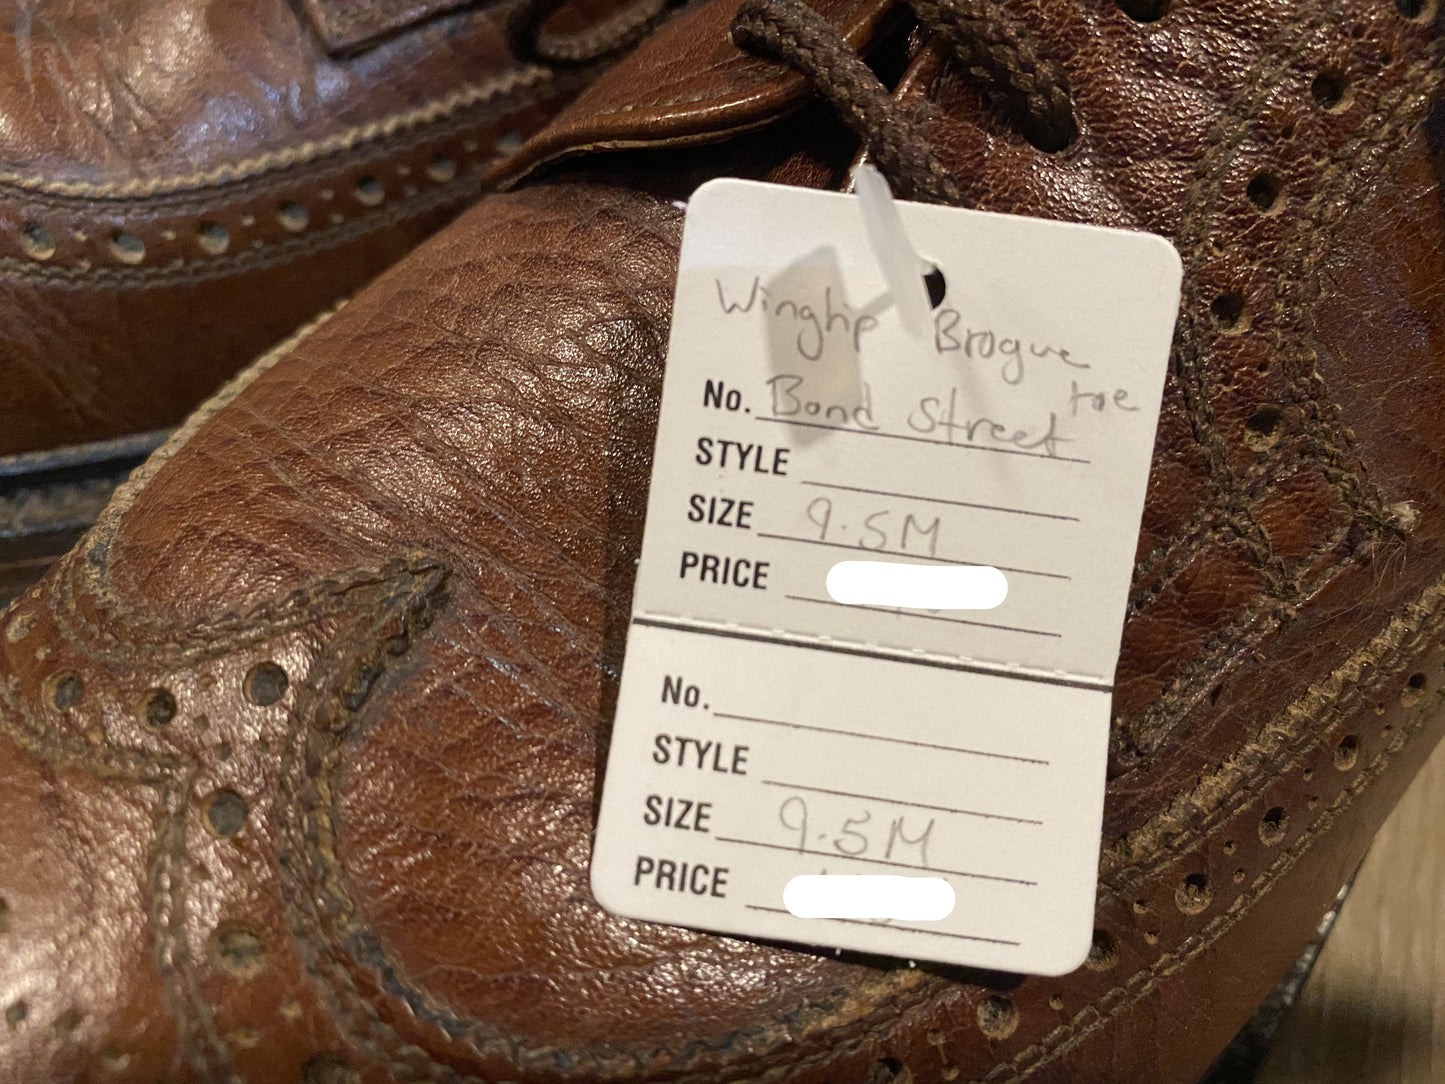 Wingtip Brogue
toe
No. Bond Street
STYLE
SIZE 9.5M
PRICE
No.
STYLE
SIZE 9.5M
PRICE